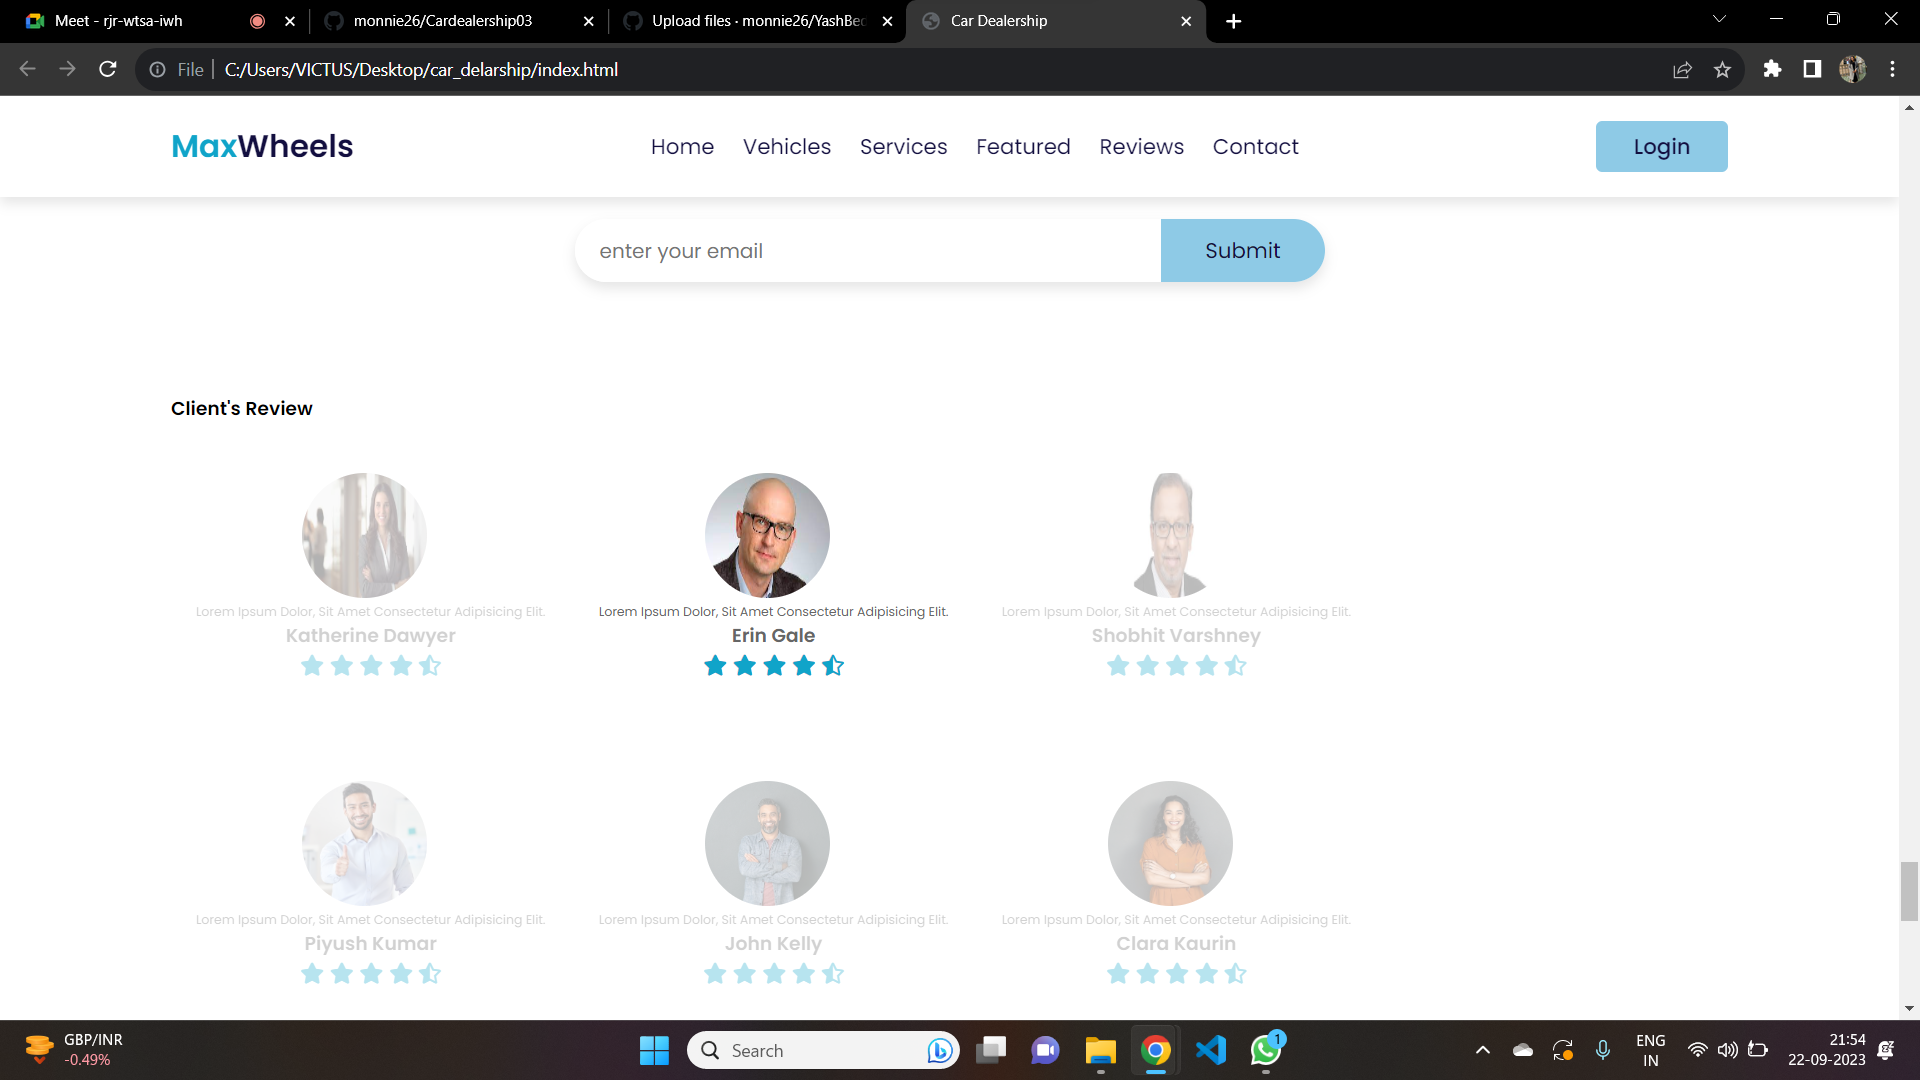 Meet - rjr-wtsa-iwh
monnie26/Cardealership03
Upload files · monnie26/YashBec
Car Dealership
File
C:/Users/VICTUS/Desktop/car_delarship/index.html
MaxWheels
Home Vehicles Services Featured Reviews Contact
Login
enter your email
Submit
Client's Review
Lorem Ipsum Dolor, Sit Amet Consectetur Adipisicing Elit.
Katherine Dawyer
Lorem Ipsum Dolor, Sit Amet Consectetur Adipisicing Elit.
Erin Gale
Lorem Ipsum Dolor, Sit Amet Consectetur Adipisicing Elit.
Shobhit Varshney
Lorem Ipsum Dolor, Sit Amet Consectetur Adipisicing Elit.
Piyush Kumar
Lorem Ipsum Dolor, Sit Amet Consectetur Adipisicing Elit.
John Kelly
Lorem Ipsum Dolor, Sit Amet Consectetur Adipisicing Elit.
Clara Kaurin
GBP/INR
-0.49%
Search
1
ENG
IN
21:54
22-09-2023